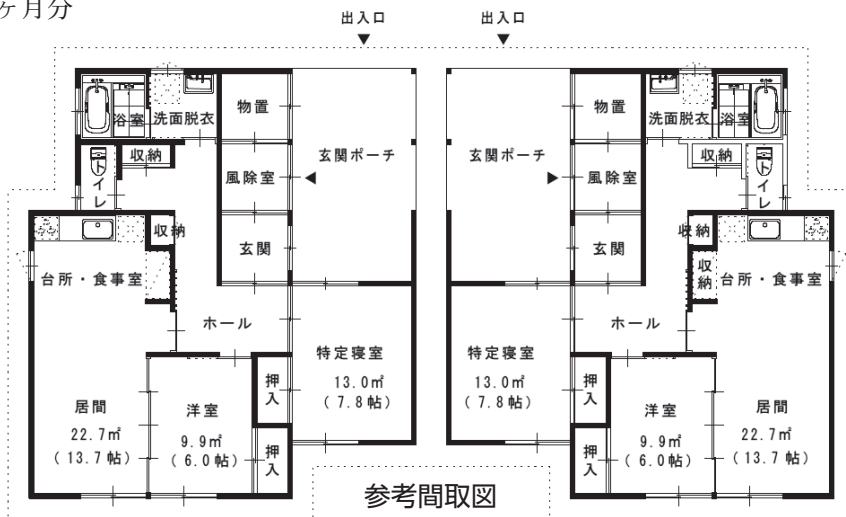 ヶ月分
出入口
出入口
浴室
洗面脱衣
物置
玄関ポーチ
玄関ポーチ
物置
洗面脱衣
浴室
トイレ
収納
風除室
風除室
収納
トイレ
収納
玄関
玄関
収納
台所・食事室
収納
台所・食事室
ホール
ホール
居間
22.7㎡
(13.7帖)
洋室
9.9㎡
(6.0帖)
押入
押入
特定寝室
13.0㎡
(7.8帖)
特定寝室
13.0㎡
(7.8帖)
押入
押入
洋室
9.9㎡
(6.0帖)
居間
22.7㎡
(13.7帖)
参考間取図